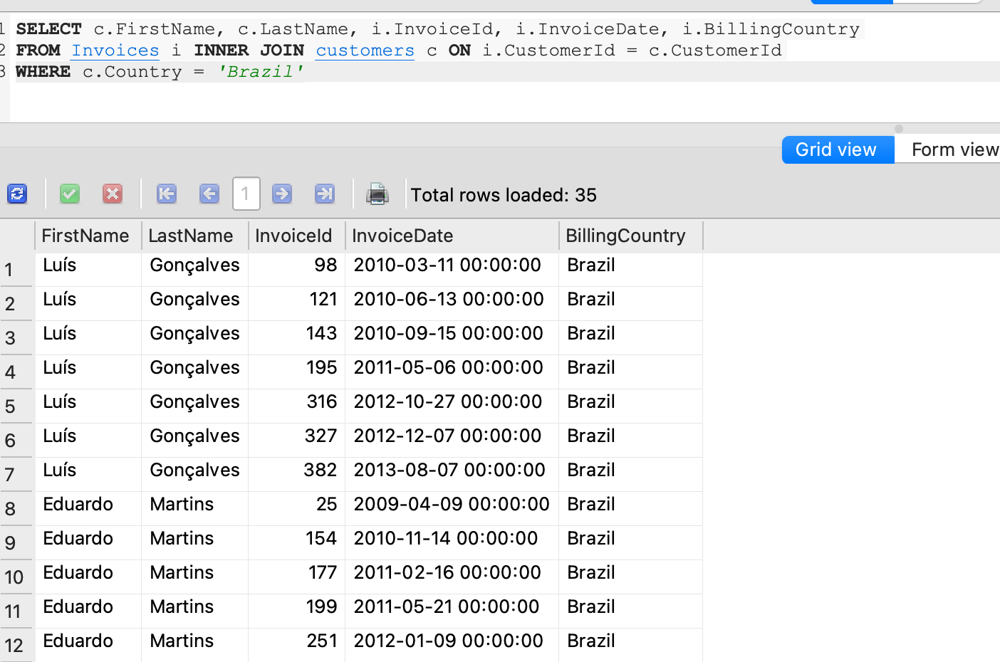 1 SELECT c.FirstName, c.LastName, i.InvoiceId, i.InvoiceDate, i.BillingCountry
2 FROM Invoices i INNER JOIN customers c ON i.CustomerId = c.CustomerId
3 WHERE c.Country = 'Brazil'
Grid view Form view
1 Total rows loaded: 35
FirstName LastName InvoiceId InvoiceDate BillingCountry
1 Luís Gonçalves 98 2010-03-11 00:00:00 Brazil
2 Luís Gonçalves 121 2010-06-13 00:00:00 Brazil
3 Luís Gonçalves 143 2010-09-15 00:00:00 Brazil
4 Luís Gonçalves 195 2011-05-06 00:00:00 Brazil
5 Luís Gonçalves 316 2012-10-27 00:00:00 Brazil
6 Luís Gonçalves 327 2012-12-07 00:00:00 Brazil
7 Luís Gonçalves 382 2013-08-07 00:00:00 Brazil
8 Eduardo Martins 25 2009-04-09 00:00:00 Brazil
9 Eduardo Martins 154 2010-11-14 00:00:00 Brazil
10 Eduardo Martins 177 2011-02-16 00:00:00 Brazil
11 Eduardo Martins 199 2011-05-21 00:00:00 Brazil
12 Eduardo Martins 251 2012-01-09 00:00:00 Brazil